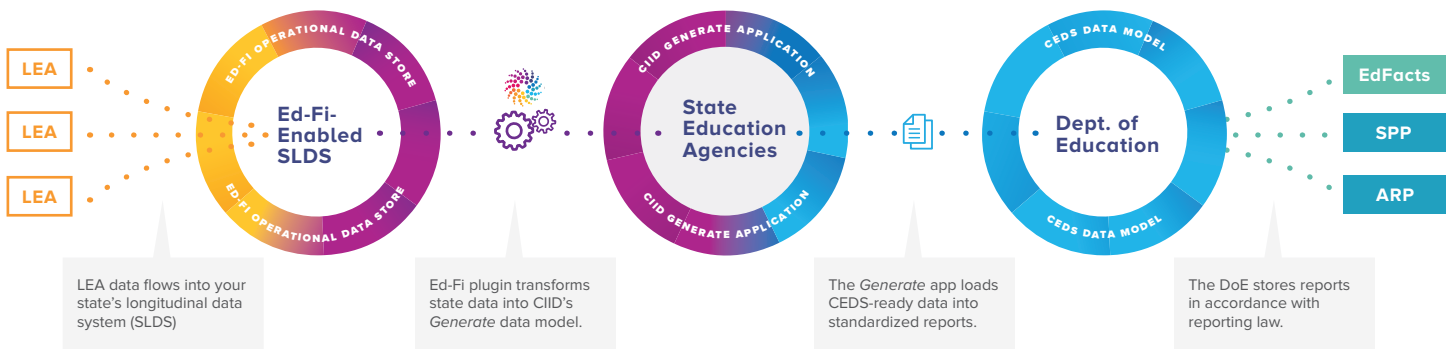 LEA
LEA
LEA
ED-FI OPERATIONAL DATA STORE
Ed-Fi-
Enabled
SLDS
ED-FI OPERATIONAL DATA STORE
CIID GENERATE APPLICATION
State
Education
Agencies
CIID GENERATE APPLICATION
CEDS DATA MODEL
Dept. of
Education
CEDS DATA MODEL
EdFacts
SPP
ARP
LEA data flows into your
state’s longitudinal data
system (SLDS)
Ed-Fi plugin transforms
state data into CIID’s
Generate data model.
The Generate app loads
CEDS-ready data into
standardized reports.
The DoE stores reports
in accordance with
reporting law.